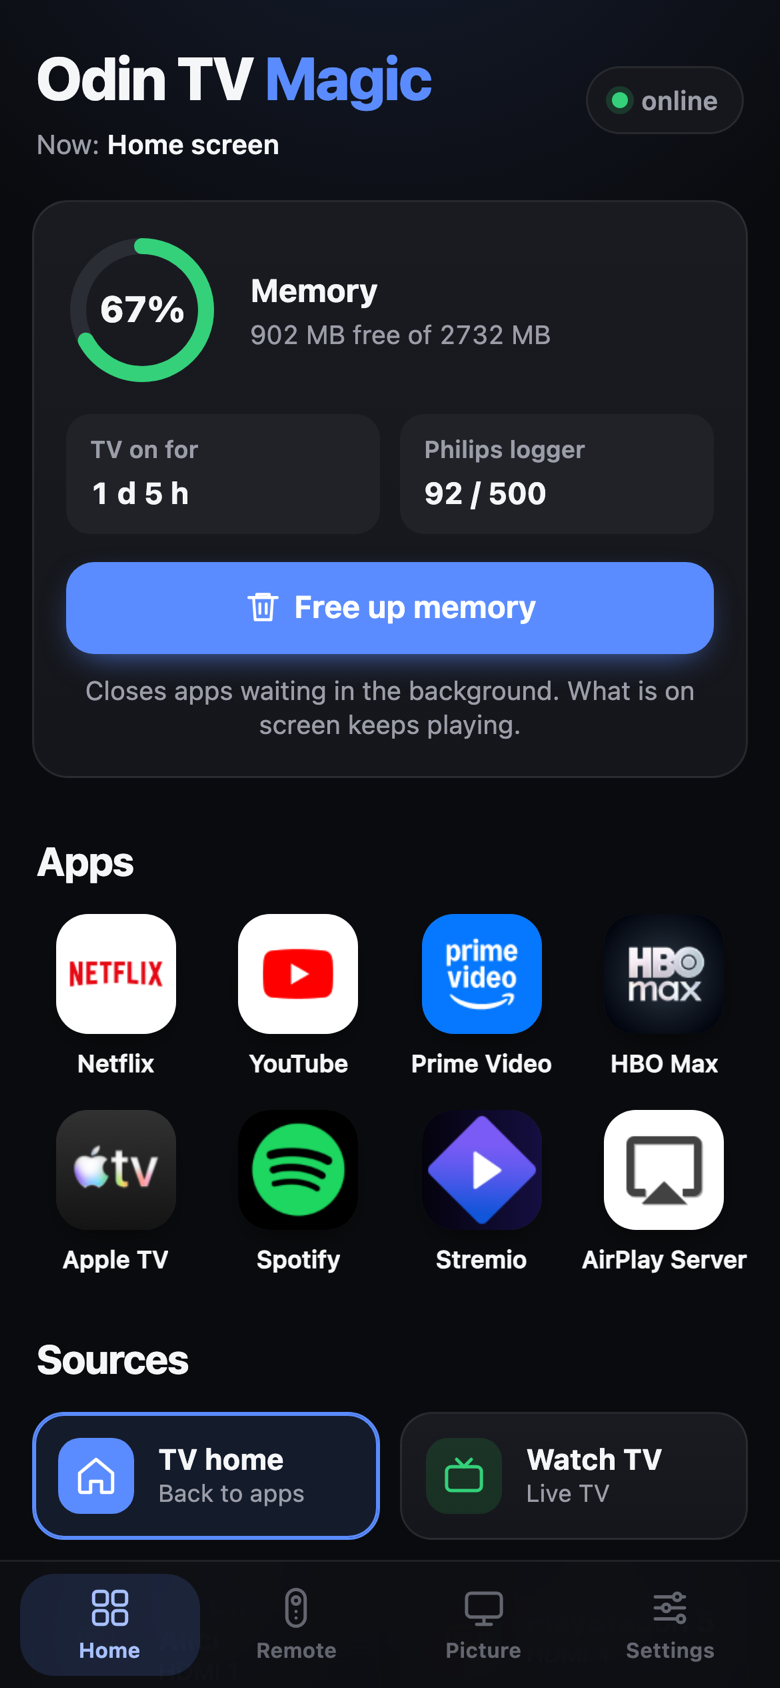 Odin TV Magic
online
Now: Home screen
67%
Memory
902 MB free of 2732 MB
TV on for
1 d 5 h
Philips logger
92 / 500
Free up memory
Closes apps waiting in the background. What is on
screen keeps playing.
Apps
NETFLIX
prime
video
HBO
max
Netflix
YouTube
Prime Video
HBO Max
tv
Apple TV
Spotify
Stremio
AirPlay Server
Sources
TV home
Back to apps
Watch TV
Live TV
Home
Remote
Picture
Settings